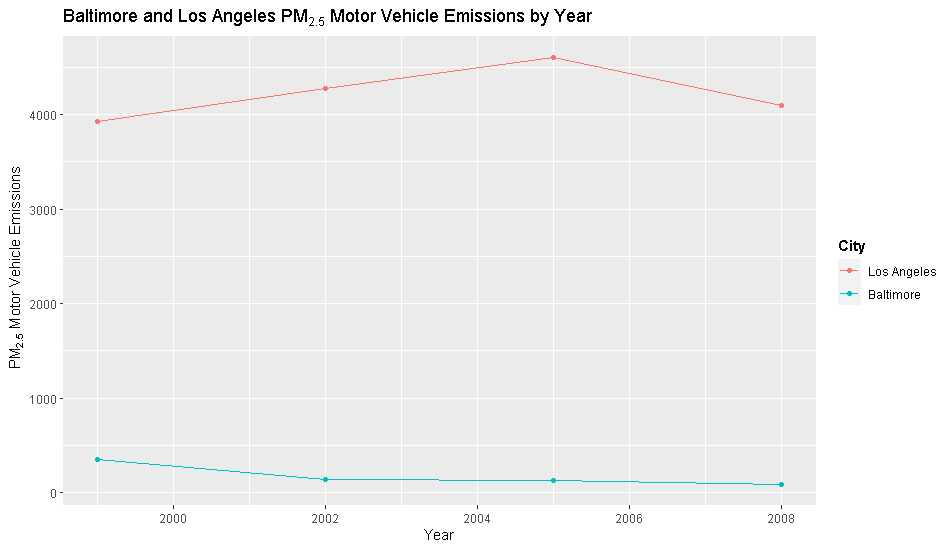 Baltimore and Los Angeles PM2.5 Motor Vehicle Emissions by Year
PM2.5 Motor Vehicle Emissions
4000
3000
2000
1000
0
2000 2002 2004 2006 2008
Year
City
Los Angeles
Baltimore